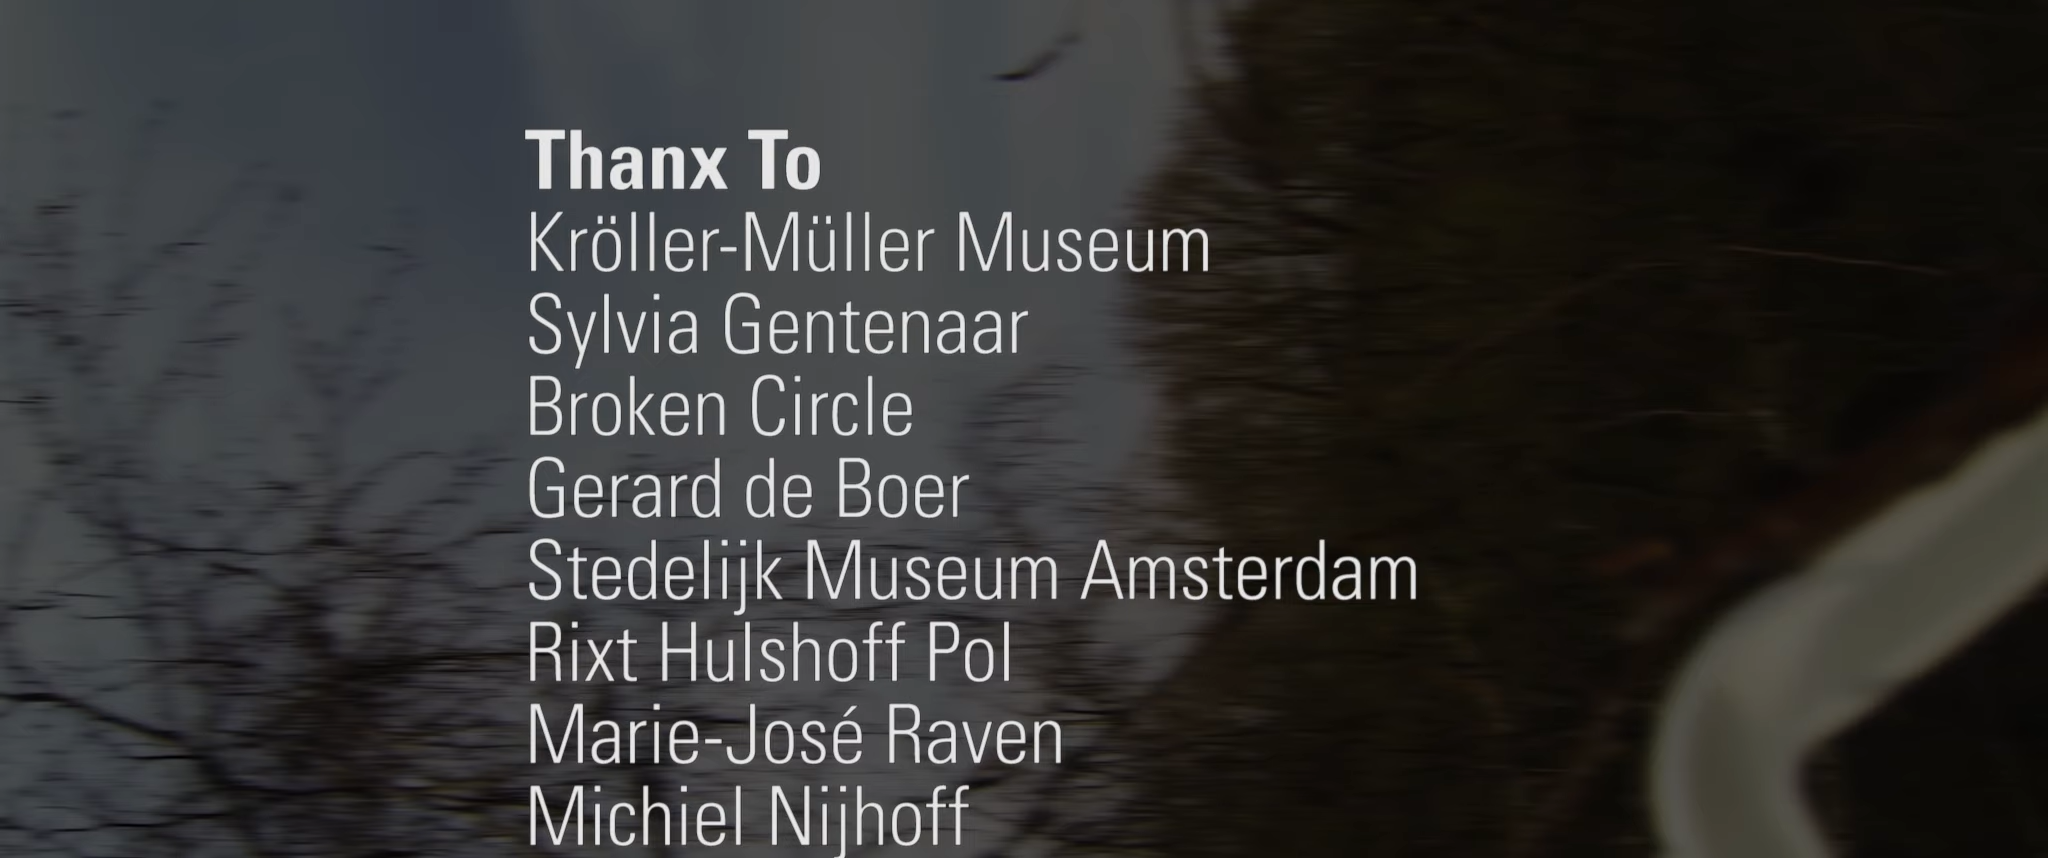 Thanx To
Kröller-Müller Museum
Sylvia Gentenaar
Broken Circle
Gerard de Boer
Stedelijk Museum Amsterdam
Rixt Hulshoff Pol
Marie-José Raven
Michiel Nijhoff